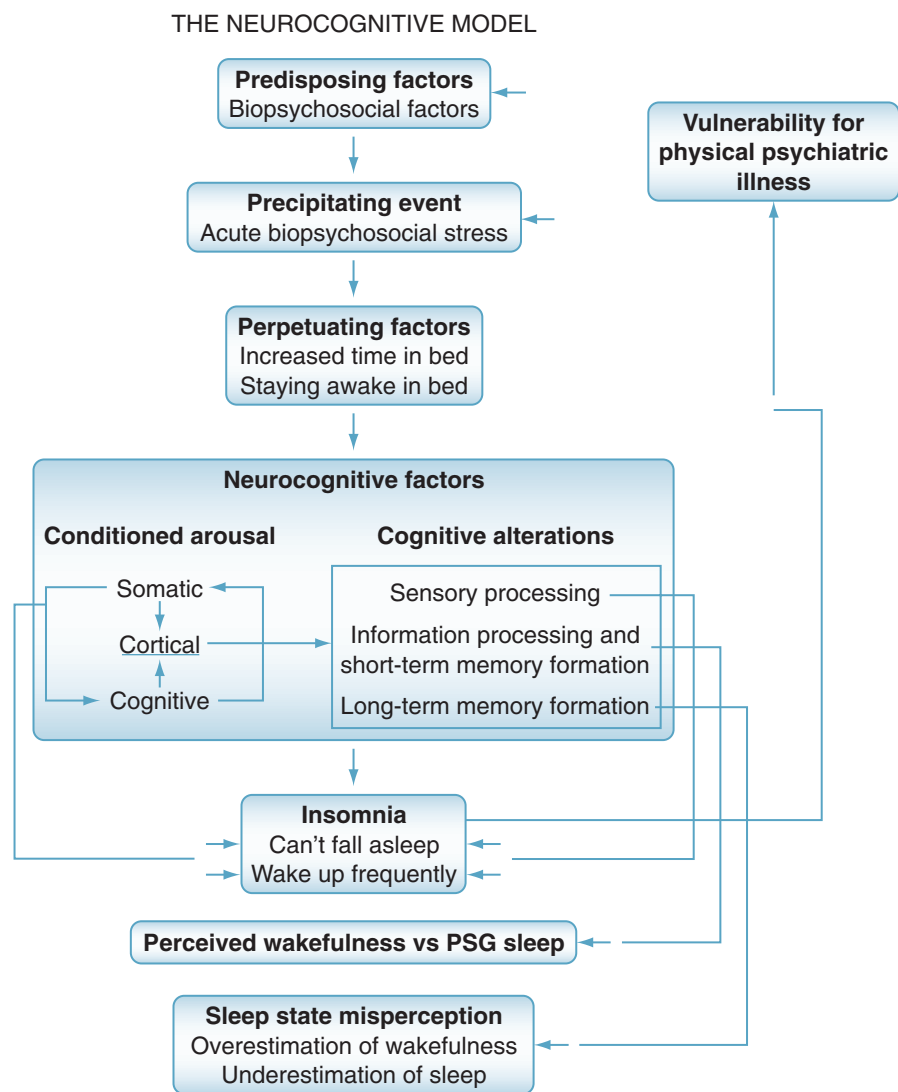 THE NEUROCOGNITIVE MODEL
Predisposing factors
Biopsychosocial factors
Vulnerability for
physical psychiatric
illness
Precipitating event
Acute biopsychosocial stress
Perpetuating factors
Increased time in bed
Staying awake in bed
Neurocognitive factors
Conditioned arousal
Somatic
Cortical
Cognitive
Cognitive alterations
Sensory processing
Information processing and
short-term memory formation
Long-term memory formation
Insomnia
Can't fall asleep
Wake up frequently
Perceived wakefulness vs PSG sleep
Sleep state misperception
Overestimation of wakefulness
Underestimation of sleep